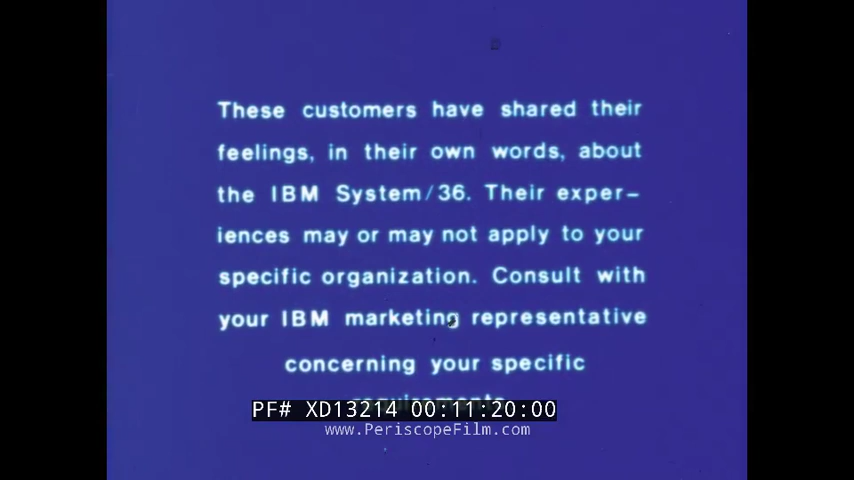 These customers have shared their
feelings, in their own words, about
the IBM System/36. Their exper-
iences may or may not apply to your
specific organization. Consult with
your IBM marketing representative
concerning your specific
requirements.
PF# XD13214 00:11:20:00
www.PeriscopeFilm.com